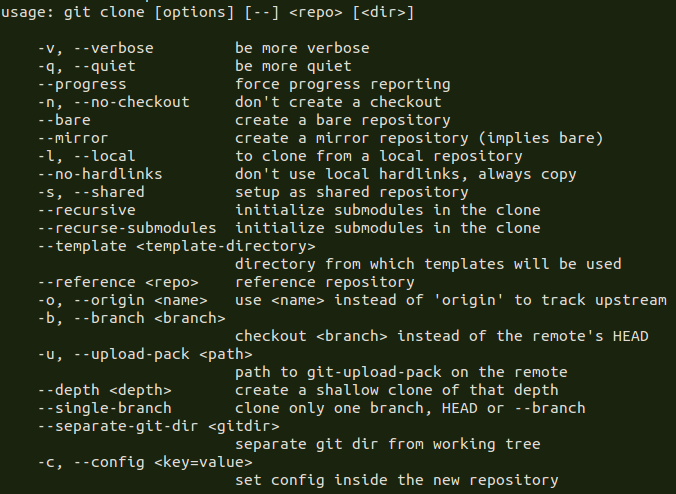 usage: git clone [options] [--] <repo> [<dir>]
-v, --verbose be more verbose
-q, --quiet be more quiet
--progress force progress reporting
-n, --no-checkout don't create a checkout
--bare create a bare repository
--mirror create a mirror repository (implies bare)
-l, --local to clone from a local repository
--no-hardlinks don't use local hardlinks, always copy
-s, --shared setup as shared repository
--recursive initialize submodules in the clone
--recurse-submodules initialize submodules in the clone
--template <template-directory>
directory from which templates will be used
--reference <repo> reference repository
-o, --origin <name> use <name> instead of 'origin' to track upstream
-b, --branch <branch>
checkout <branch> instead of the remote's HEAD
-u, --upload-pack <path>
path to git-upload-pack on the remote
--depth <depth> create a shallow clone of that depth
--single-branch clone only one branch, HEAD or --branch
--separate-git-dir <gitdir>
separate git dir from working tree
-c, --config <key=value>
set config inside the new repository